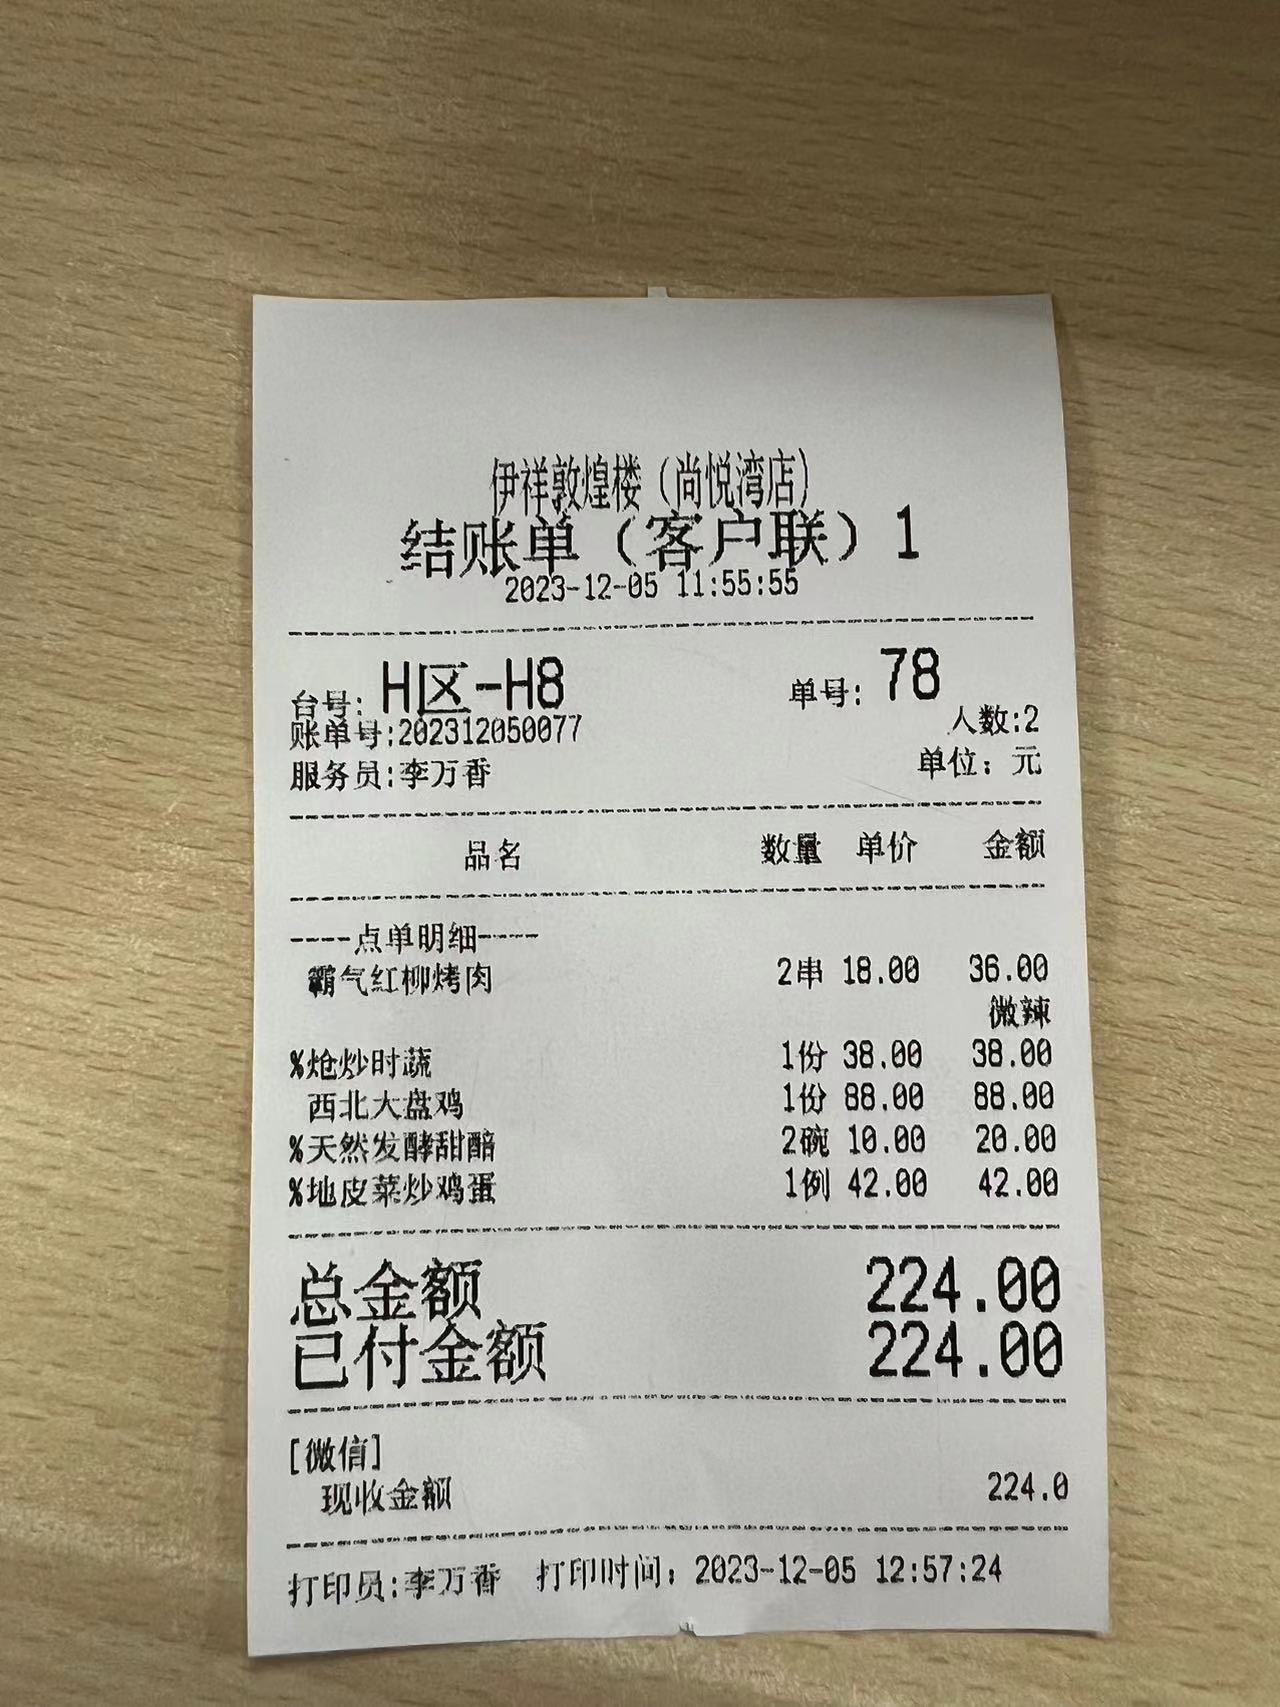 伊祥敦煌楼（尚悦湾店）
结账单（客户联）1
2023-12-05 11:55:55
台号: H区-H8 单号: 78
账单号:202312050077 人数:2
服务员:李万香 单位：元
品名 数量 单价 金额
----点单明细----
霸气红柳烤肉 2串 18.00 36.00
微辣
%炝炒时蔬 1份 38.00 38.00
西北大盘鸡 1份 88.00 88.00
%天然发酵甜醅 2碗 10.00 20.00
%地皮菜炒鸡蛋 1例 42.00 42.00
总金额 224.00
已付金额 224.00
[微信]
现收金额 224.0
打印员:李万香 打印时间：2023-12-05 12:57:24